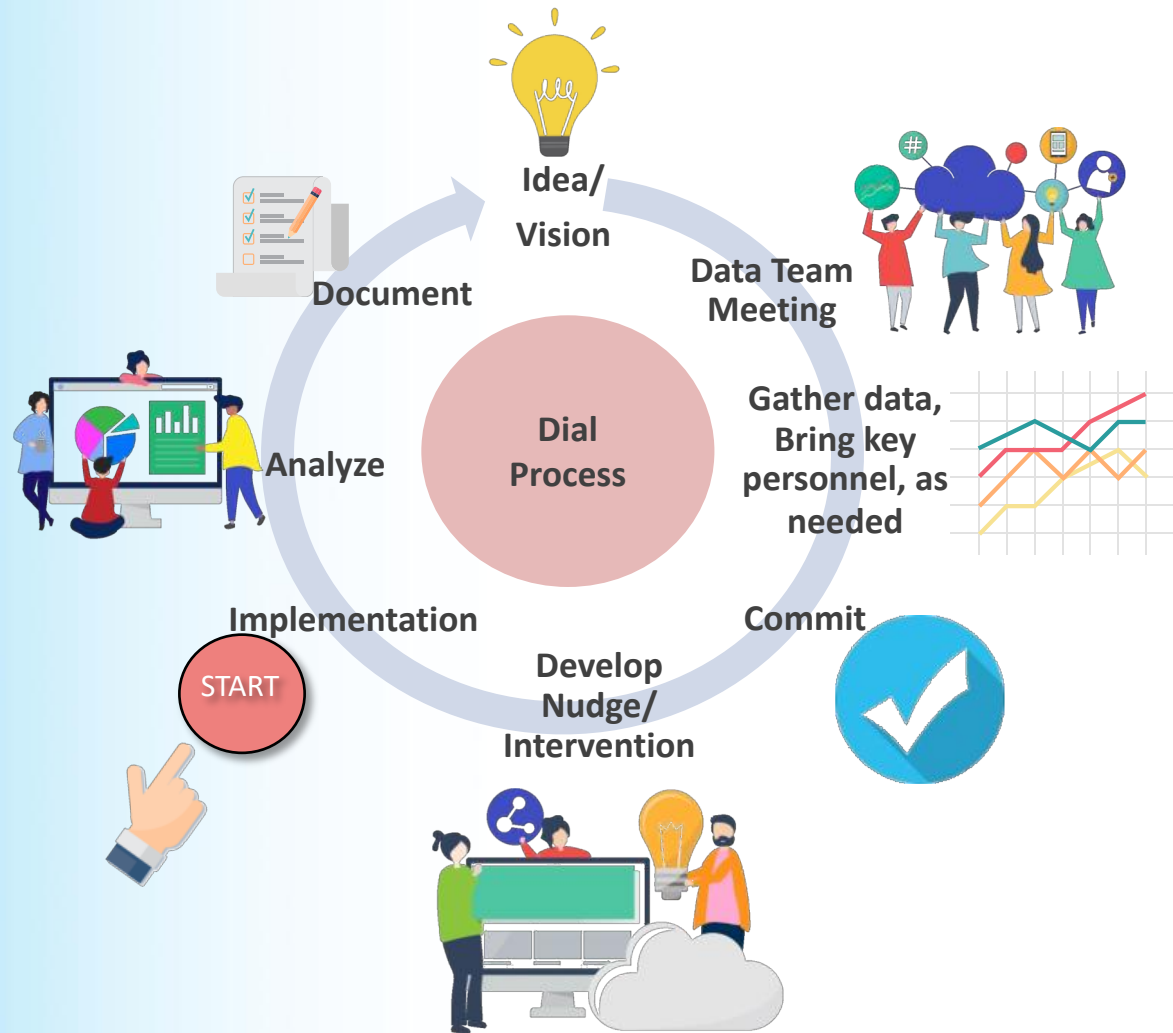 Idea/
Vision
Data Team
Meeting
Gather data,
Bring key
personnel, as
needed
Commit
Develop
Nudge/
Intervention
Implementation
START
Analyze
Document
Dial
Process
#